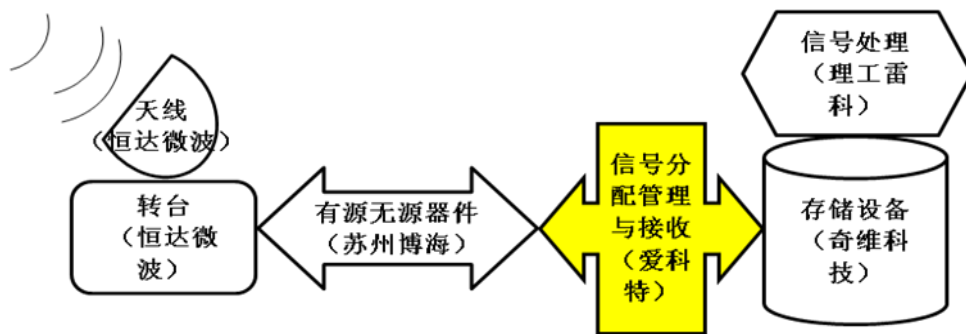 天线
（恒达微波）
转台
（恒达微
波）
有源无源器件
（苏州博海）
信号分
配管理
与接收
（爱科
特）
信号处理
（理工雷
科）
存储设备
（奇维科
技）